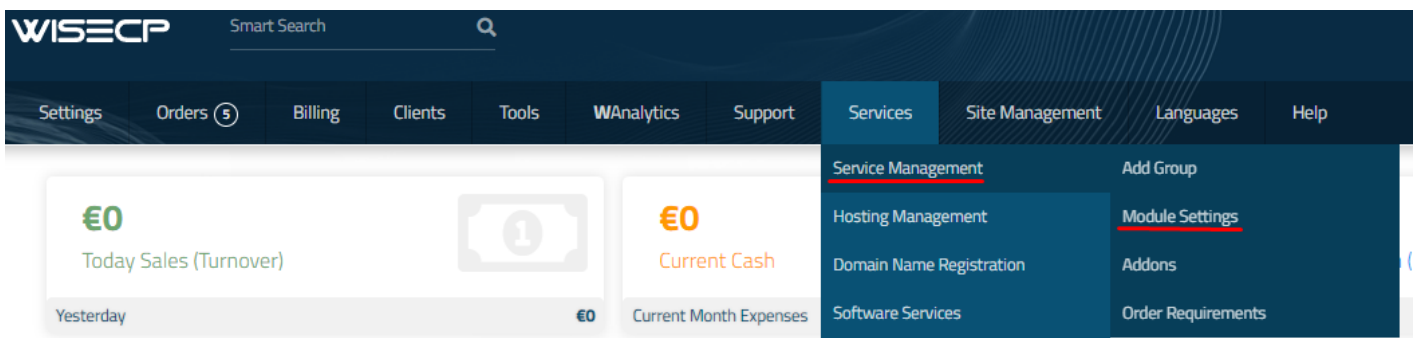 WISECP
Smart Search
Settings
Orders 5
Billing
Clients
Tools
WAnalytics
Support
Services
Site Management
Languages
Help
Service Management
Add Group
Hosting Management
Module Settings
Domain Name Registration
Addons
Software Services
Order Requirements
€0
Today Sales (Turnover)
1
Yesterday
€0
€0
Current Cash
Current Month Expenses
(